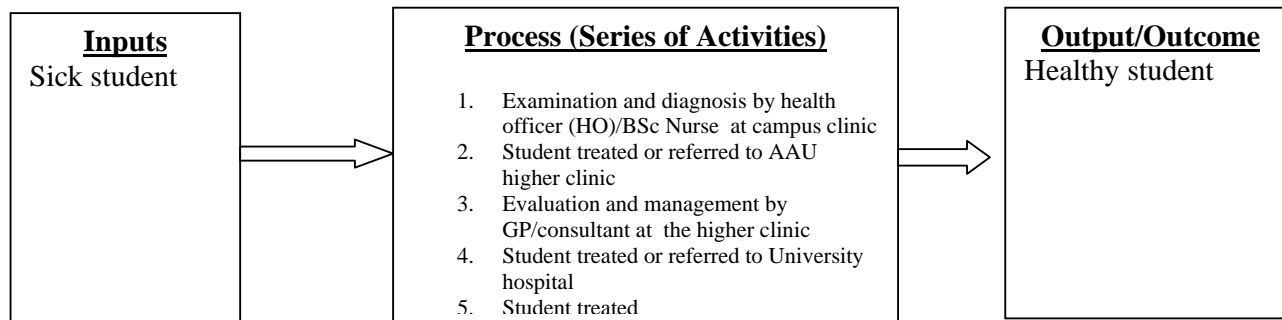 Inputs
Sick student
Process (Series of Activities)
1. Examination and diagnosis by health
officer (HO)/BSc Nurse at campus clinic
2. Student treated or referred to AAU
higher clinic
3. Evaluation and management by
GP/consultant at the higher clinic
4. Student treated or referred to University
hospital
5. Student treated
Output/Outcome
Healthy student